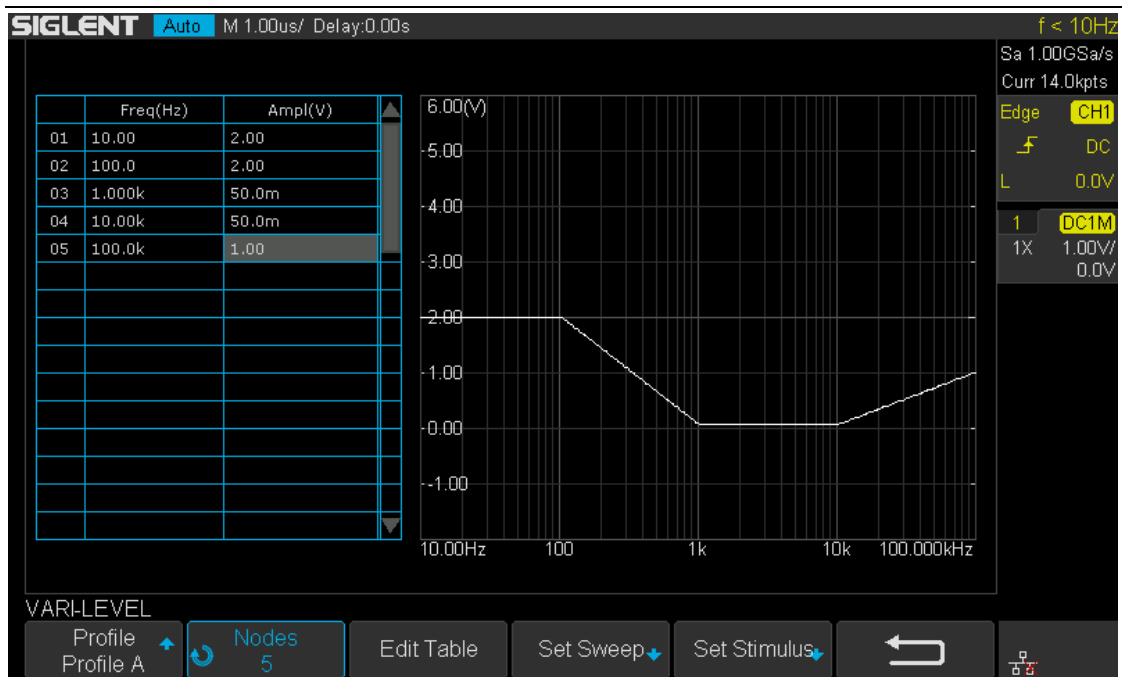 SIGLENT Auto M 1.00us/ Delay:0.00s f < 10Hz
Sa 1.00GSa/s
Curr 14.0kpts
Edge CH1
DC
L 0.0V
1 DC1M
1X 1.00V/
0.0V
Freq(Hz) Ampl(V)
01 10.00 2.00
02 100.0 2.00
03 1.000k 50.0m
04 10.00k 50.0m
05 100.0k 1.00
6.00(V)
5.00
4.00
3.00
2.00
1.00
0.00
-1.00
10.00Hz 100 1k 10k 100.000kHz
VARI-LEVEL
Profile
Profile A
Nodes
5
Edit Table
Set Sweep
Set Stimulus